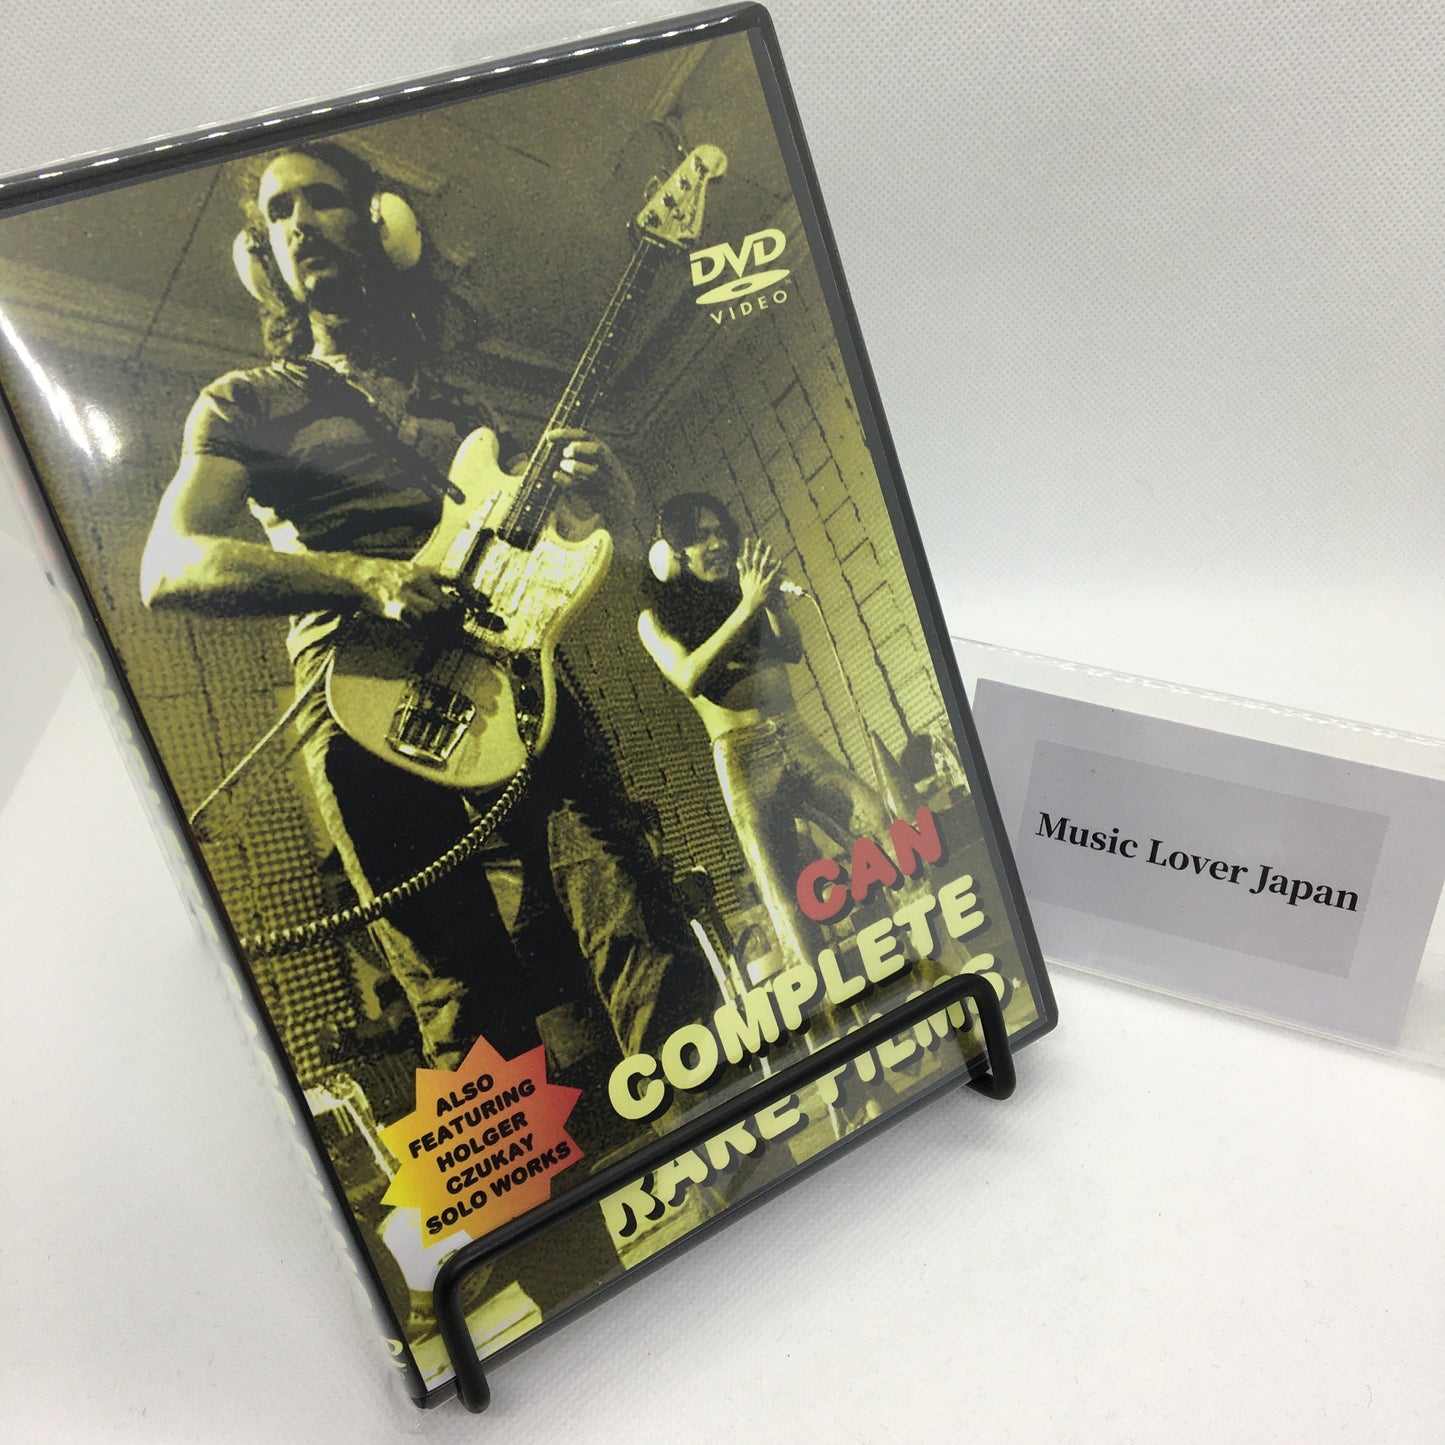 DVD
VIDEO
CAN
COMPLETE
RARE FILMS
ALSO
FEATURING
HOLGER
CZUKAY
SOLO WORKS
Music Lover Japan